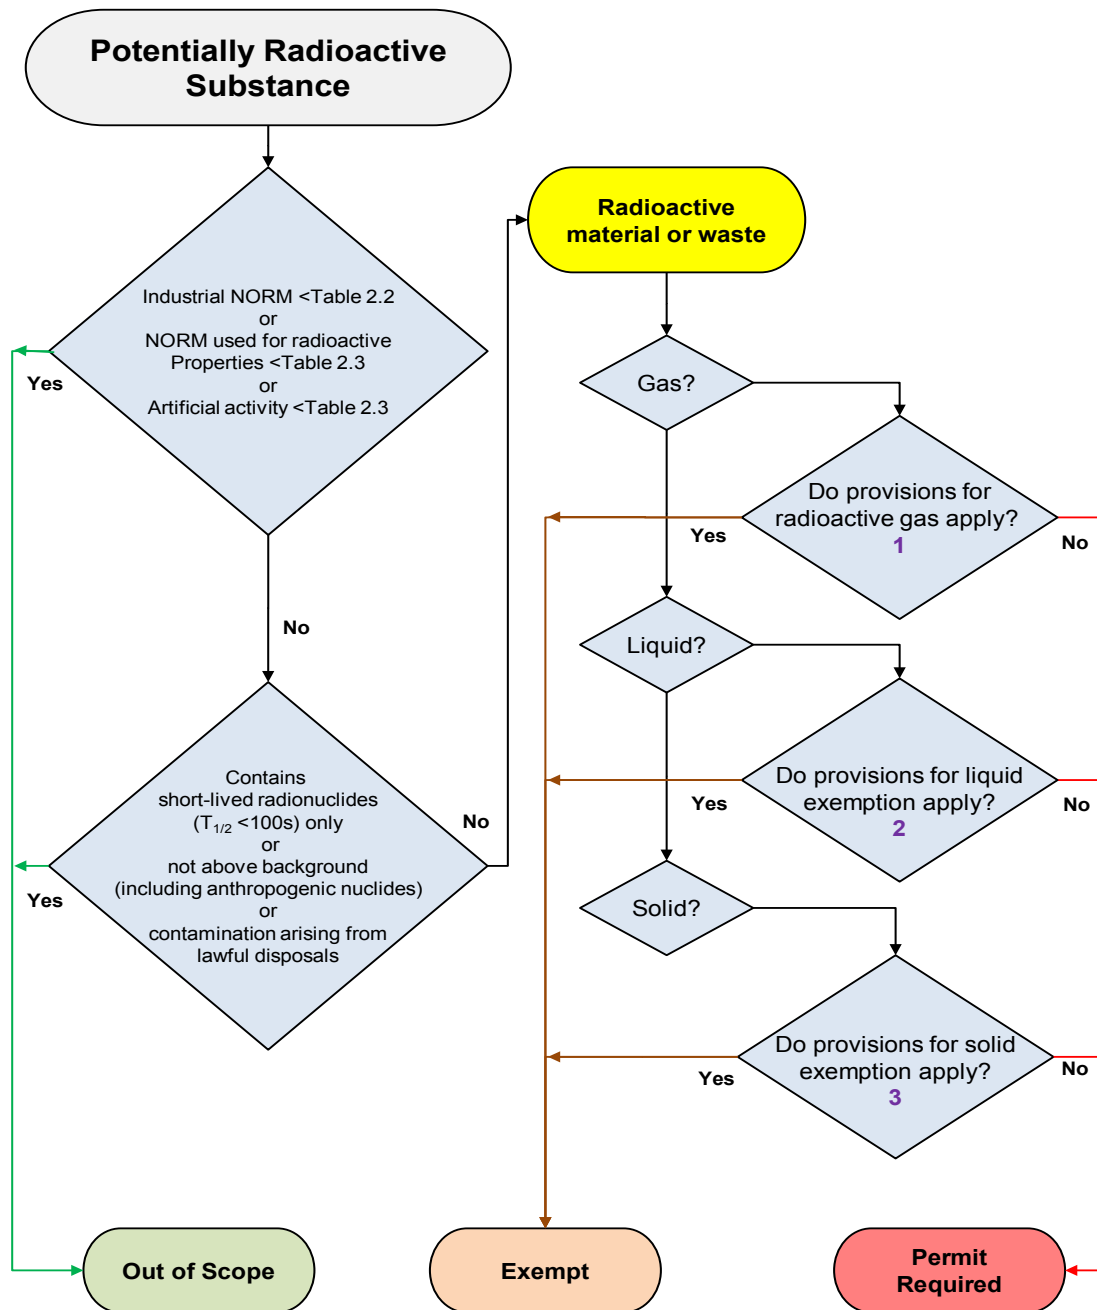 Potentially Radioactive
Substance
Industrial NORM <Table 2.2
or
NORM used for radioactive
Properties <Table 2.3
or
Artificial activity <Table 2.3
Yes
No
Contains
short-lived radionuclides
(T1/2 <100s) only
or
not above background
(including anthropogenic nuclides)
or
contamination arising from
lawful disposals
Yes
No
Radioactive
material or waste
Gas?
Do provisions for
radioactive gas apply?
1
Yes
No
Liquid?
Do provisions for liquid
exemption apply?
2
Yes
No
Solid?
Do provisions for solid
exemption apply?
3
Yes
No
Out of Scope
Exempt
Permit
Required